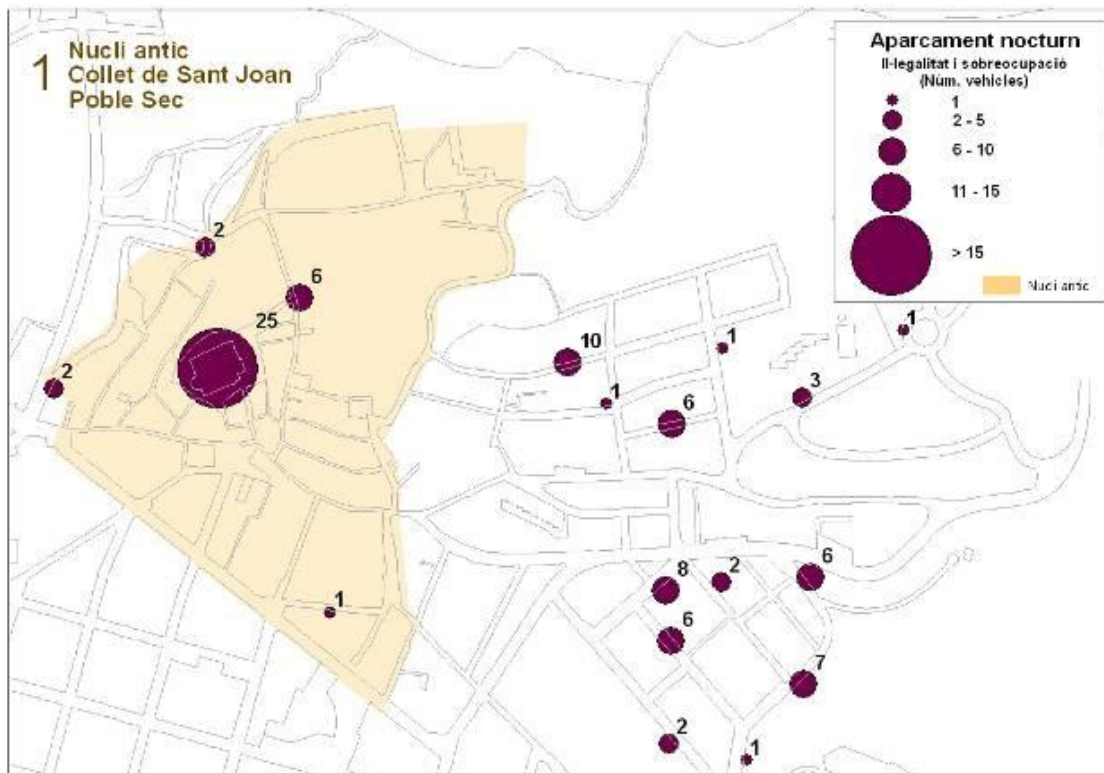 1
Nucli antic
Collet de Sant Joan
Poble Sec
Aparcament nocturn
Il·legalitat i sobreocupació
(Núm. vehicles)
1
2 - 5
6 - 10
11 - 15
> 15
Nucli antic
2
6
25
2
1
10
1
1
6
3
1
8
2
6
6
7
2
1